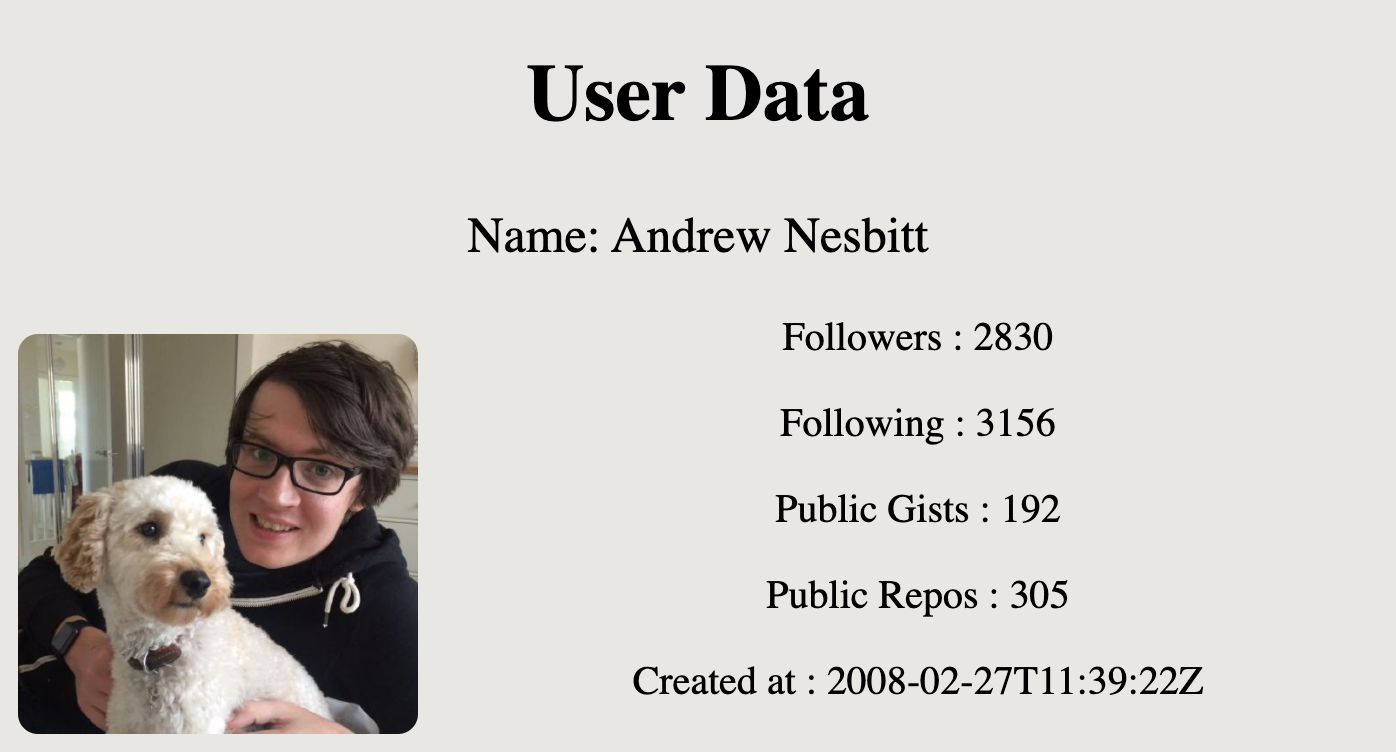 User Data
Name: Andrew Nesbitt
Followers : 2830
Following : 3156
Public Gists : 192
Public Repos : 305
Created at : 2008-02-27T11:39:22Z